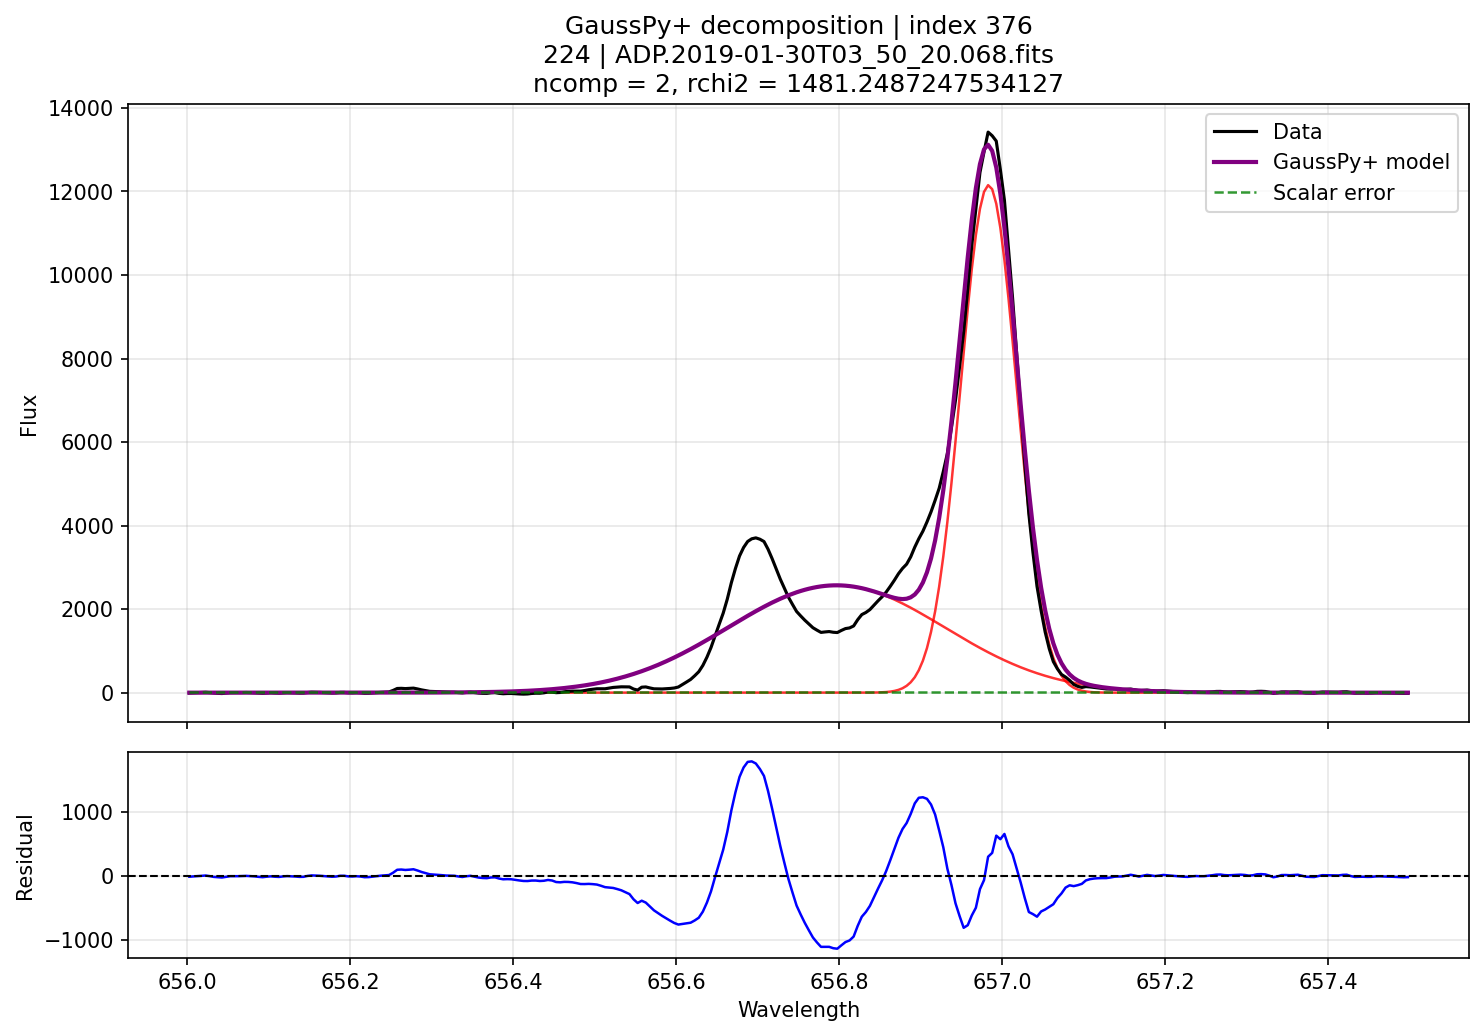 GaussPy+ decomposition | index 376
224 | ADP.2019-01-30T03_50_20.068.fits
ncomp = 2, rchi2 = 1481.2487247534127
Data
GaussPy+ model
Scalar error
14000
12000
10000
8000
6000
4000
2000
0
Flux
1000
0
−1000
Residual
656.0
656.2
656.4
656.6
656.8
657.0
657.2
657.4
Wavelength